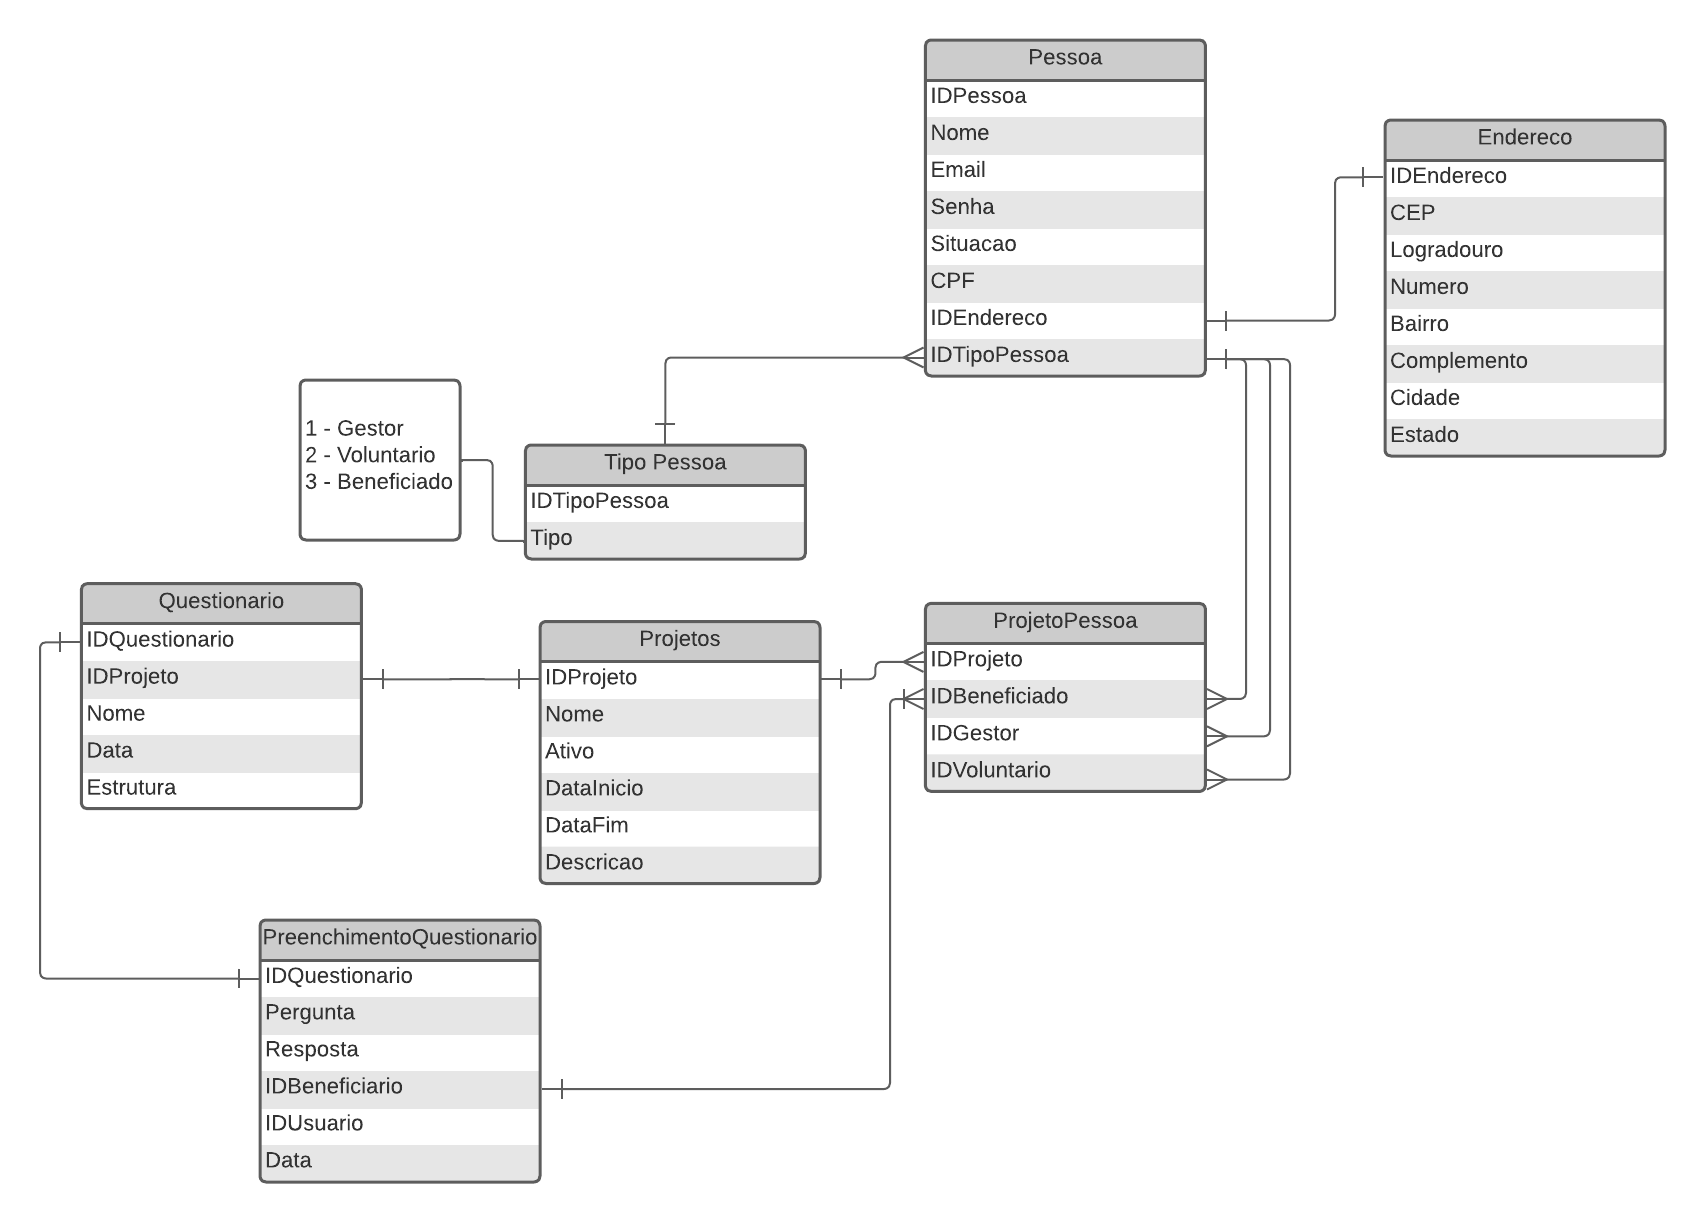 Pessoa
IDPessoa
Nome
Email
Senha
Situacao
CPF
IDEndereco
IDTipoPessoa
Endereco
IDEndereco
CEP
Logradouro
Numero
Bairro
Complemento
Cidade
Estado
1 - Gestor
2 - Voluntario
3 - Beneficiado
Tipo Pessoa
IDTipoPessoa
Tipo
Questionario
IDQuestionario
IDProjeto
Nome
Data
Estrutura
Projetos
IDProjeto
Nome
Ativo
DataInicio
DataFim
Descricao
ProjetoPessoa
IDProjeto
IDBeneficiado
IDGestor
IDVoluntario
PreenchimentoQuestionario
IDQuestionario
Pergunta
Resposta
IDBeneficiario
IDUsuario
Data